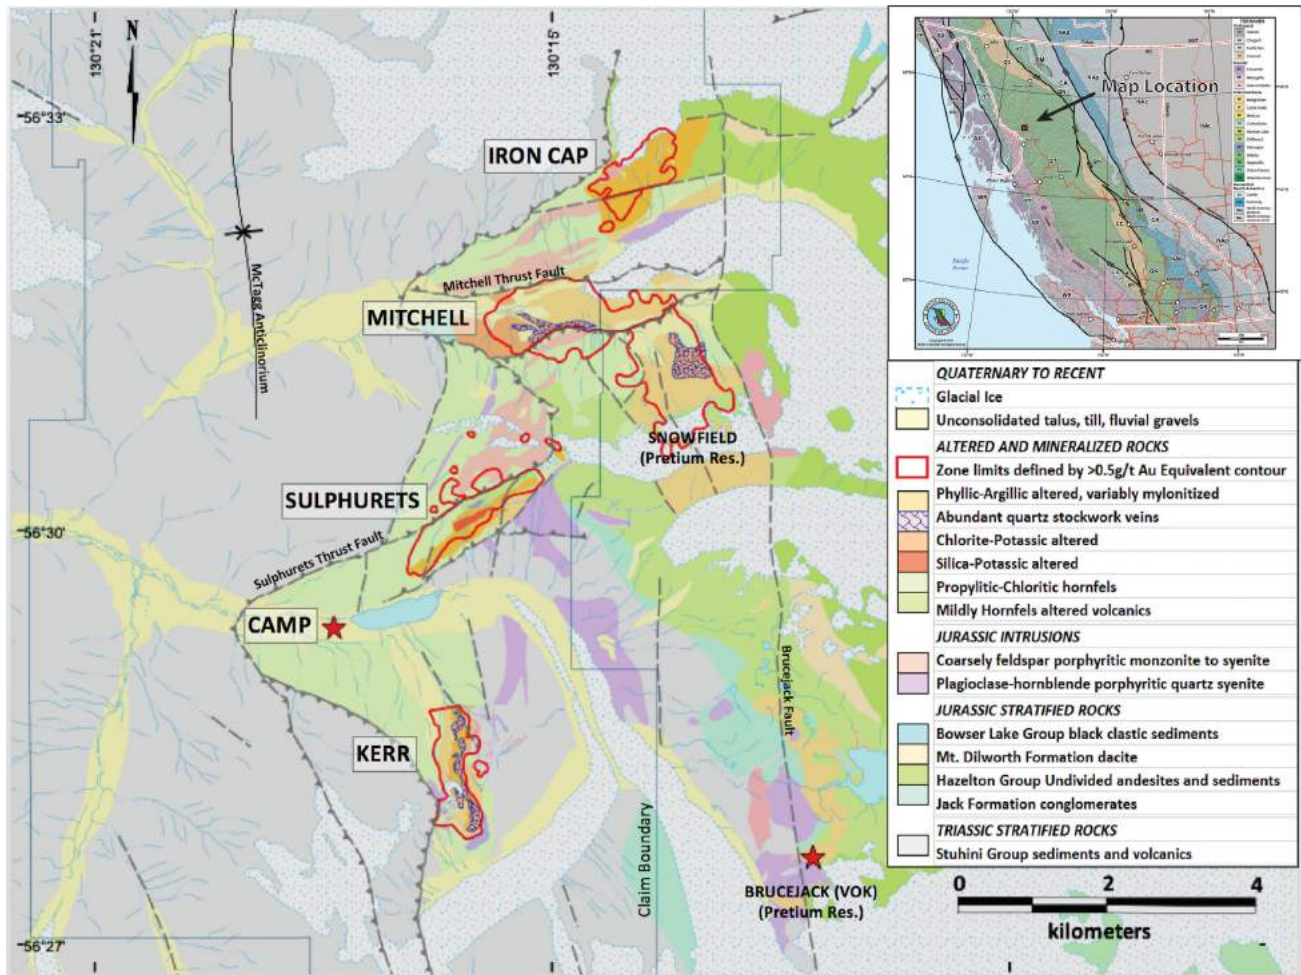 130°21'
130°15'
N
56°33'
IRON CAP
Mitchell Thrust Fault
MITCHELL
McTagg Anticlinorium
SNOWFIELD
(Pretium Res.)
SULPHURETS
56°30'
Sulphurets Thrust Fault
CAMP
Brucejack Fault
KERR
Claim Boundary
BRUCEJACK (VOK)
(Pretium Res.)
56°27'
Map Location
QUATERNARY TO RECENT
Glacial Ice
Unconsolidated talus, till, fluvial gravels
ALTERED AND MINERALIZED ROCKS
Zone limits defined by >0.5g/t Au Equivalent contour
Phyllic-Argillic altered, variably mylonitized
Abundant quartz stockwork veins
Chlorite-Potassic altered
Silica-Potassic altered
Propylitic-Chloritic hornfels
Mildly Hornfels altered volcanics
JURASSIC INTRUSIONS
Coarsely feldspar porphyritic monzonite to syenite
Plagioclase-hornblende porphyritic quartz syenite
JURASSIC STRATIFIED ROCKS
Bowser Lake Group black clastic sediments
Mt. Dilworth Formation dacite
Hazelton Group Undivided andesites and sediments
Jack Formation conglomerates
TRIASSIC STRATIFIED ROCKS
Stuhini Group sediments and volcanics
0 2 4
kilometers